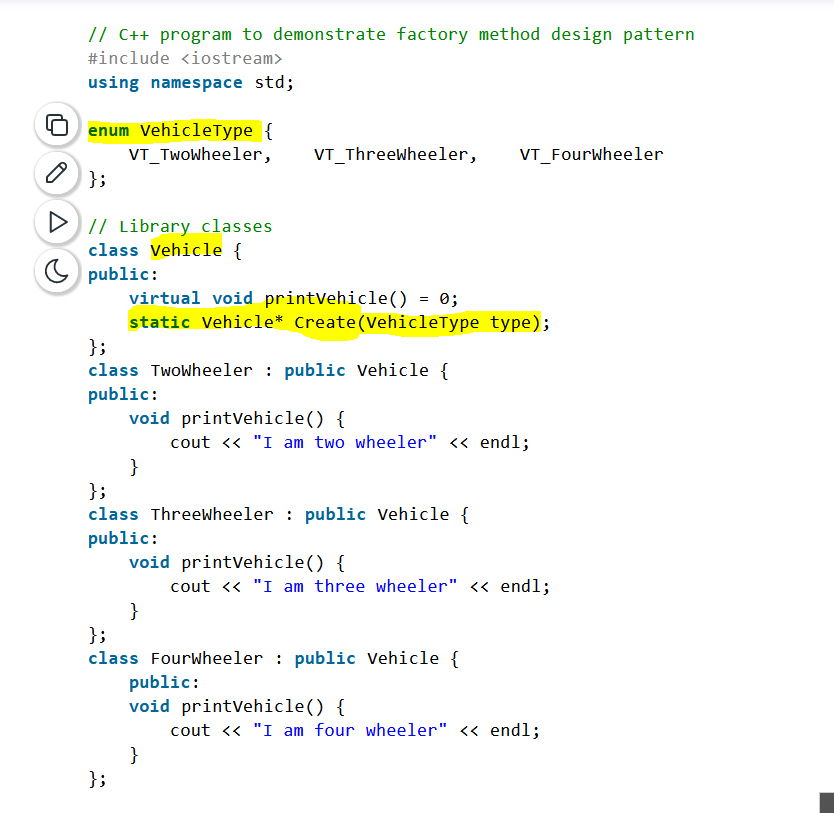 // C++ program to demonstrate factory method design pattern
#include <iostream>
using namespace std;
enum VehicleType {
    VT_TwoWheeler,    VT_ThreeWheeler,    VT_FourWheeler
};
// Library classes
class Vehicle {
public:
    virtual void printVehicle() = 0;
    static Vehicle* Create(VehicleType type);
};
class TwoWheeler : public Vehicle {
public:
    void printVehicle() {
        cout << "I am two wheeler" << endl;
    }
};
class ThreeWheeler : public Vehicle {
public:
    void printVehicle() {
        cout << "I am three wheeler" << endl;
    }
};
class FourWheeler : public Vehicle {
    public:
    void printVehicle() {
        cout << "I am four wheeler" << endl;
    }
};